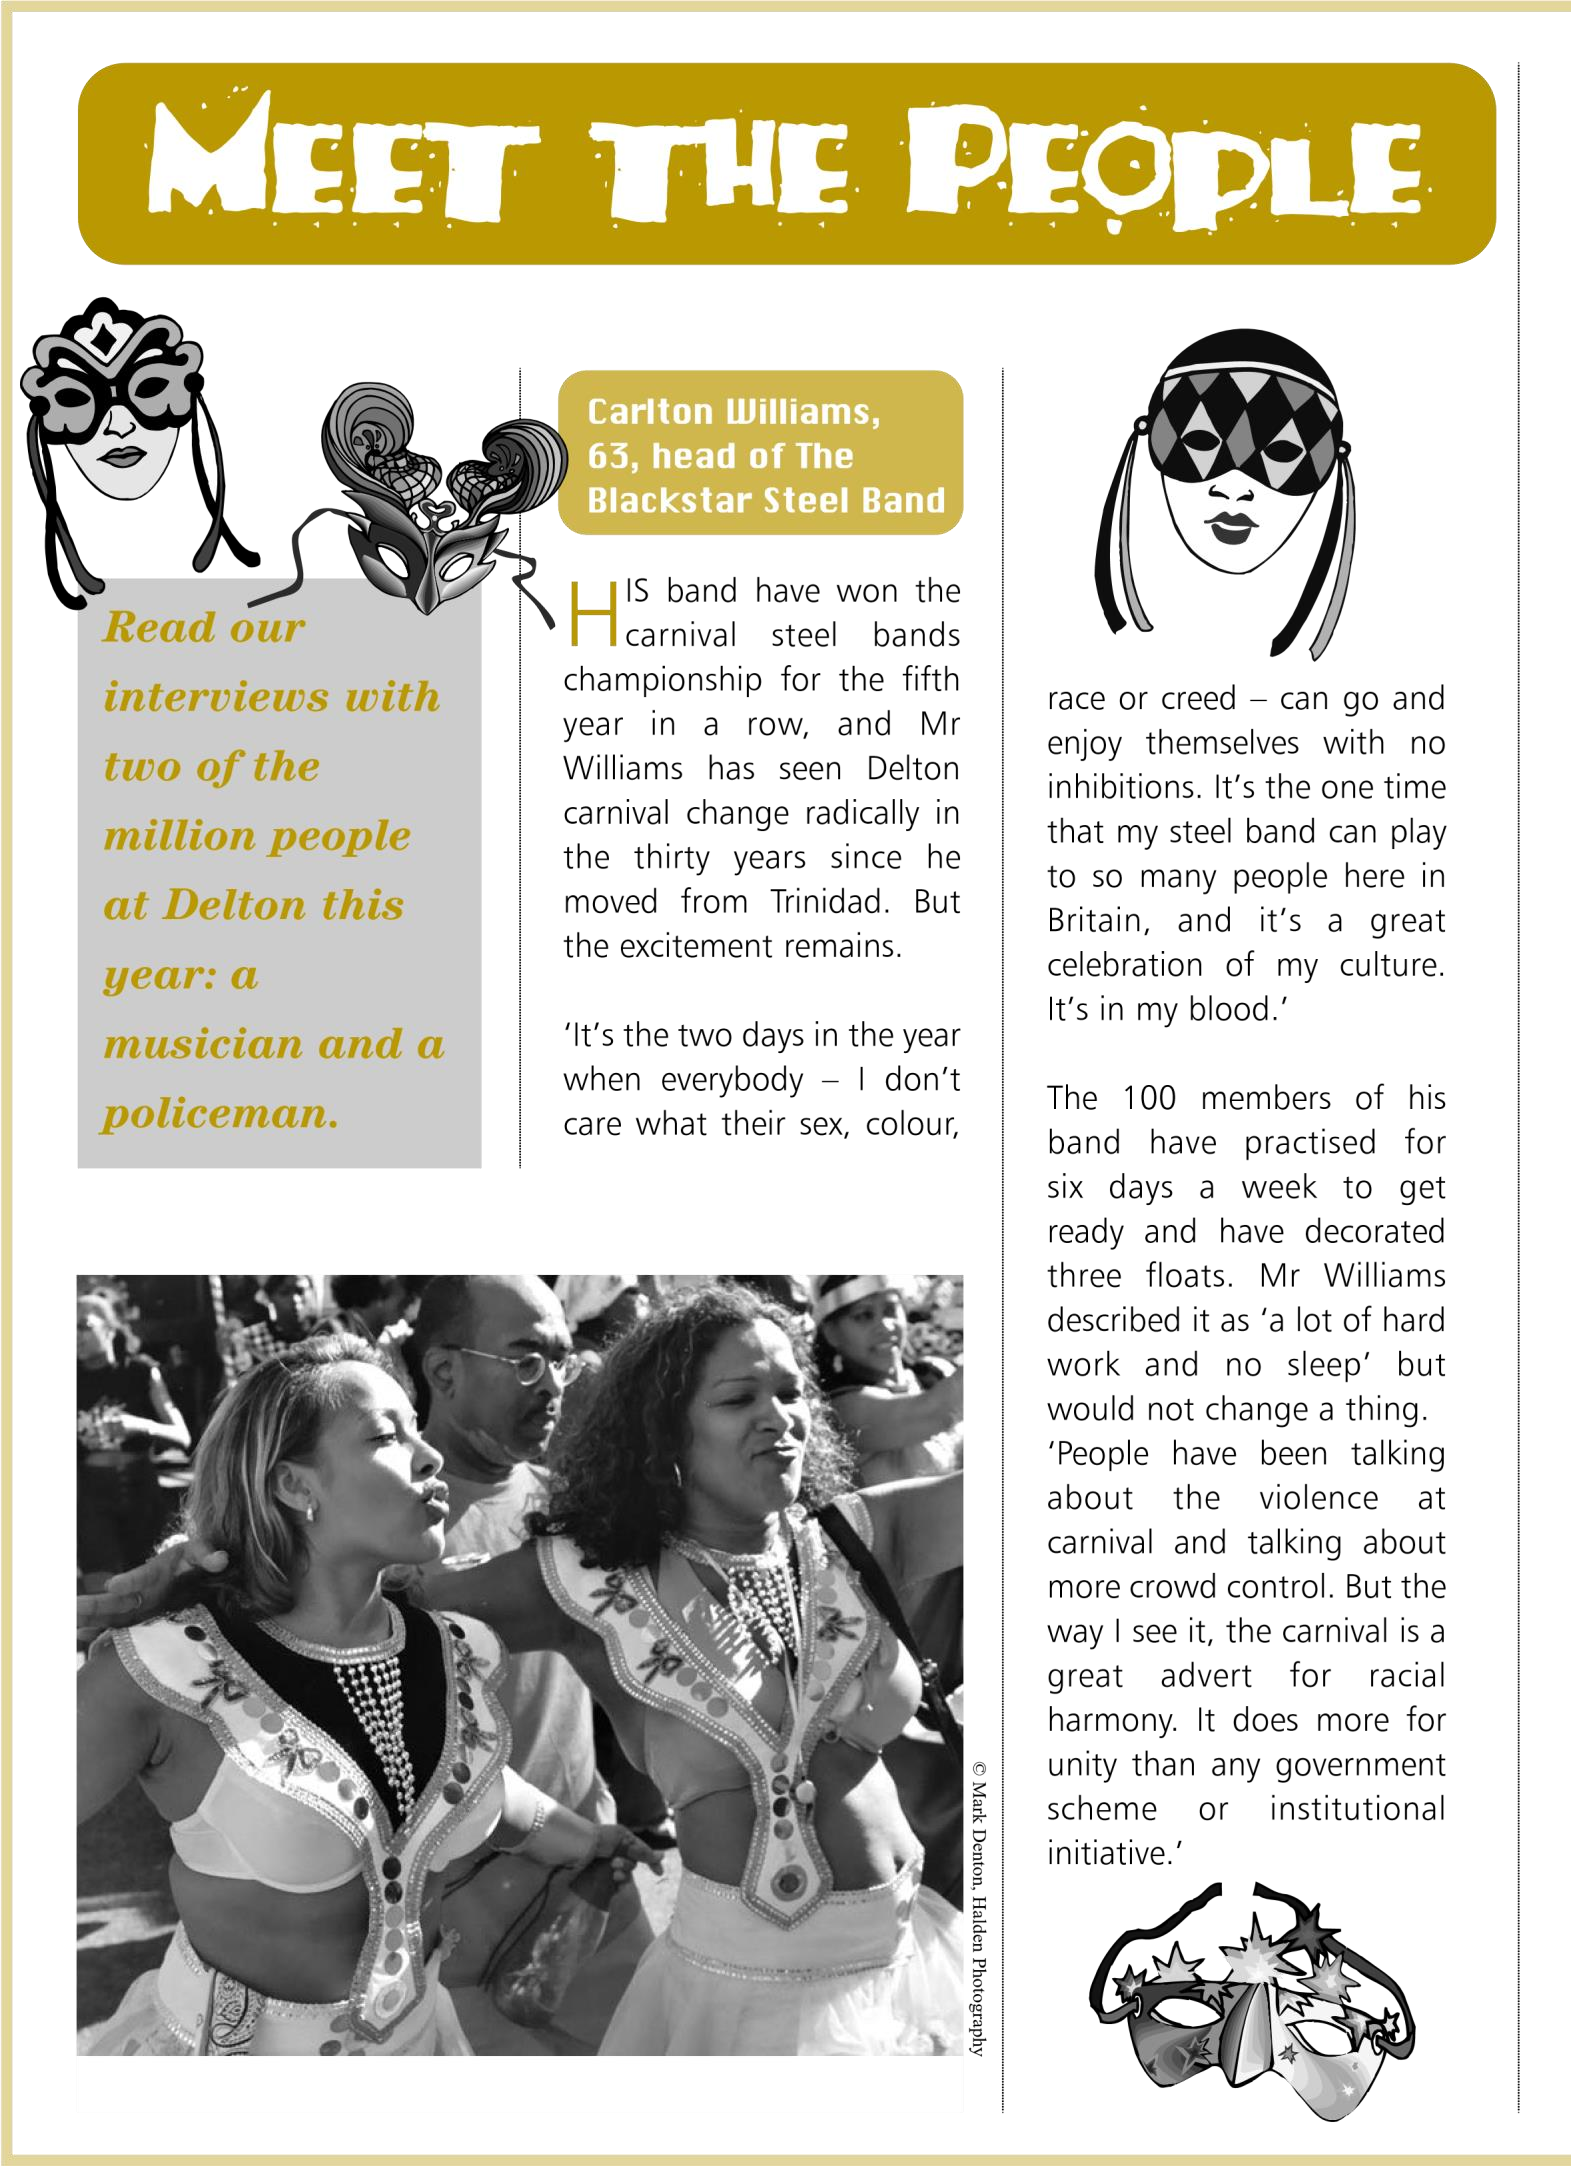 MEET THE PEOPLE
Read our
interviews with
two of the
million people
at Delton this
year: a
musician and a
policeman.
Carlton Williams,
63, head of The
Blackstar Steel Band
HIS band have won the
carnival steel bands
championship for the fifth
year in a row, and Mr
Williams has seen Delton
carnival change radically in
the thirty years since he
moved from Trinidad. But
the excitement remains.
‘It’s the two days in the year
when everybody – I don’t
care what their sex, colour,
race or creed – can go and
enjoy themselves with no
inhibitions. It’s the one time
that my steel band can play
to so many people here in
Britain, and it’s a great
celebration of my culture.
It’s in my blood.’
The 100 members of his
band have practised for
six days a week to get
ready and have decorated
three floats. Mr Williams
described it as ‘a lot of hard
work and no sleep’ but
would not change a thing.
‘People have been talking
about the violence at
carnival and talking about
more crowd control. But the
way I see it, the carnival is a
great advert for racial
harmony. It does more for
unity than any government
scheme or institutional
initiative.’
© Mark Denton, Halden Photography